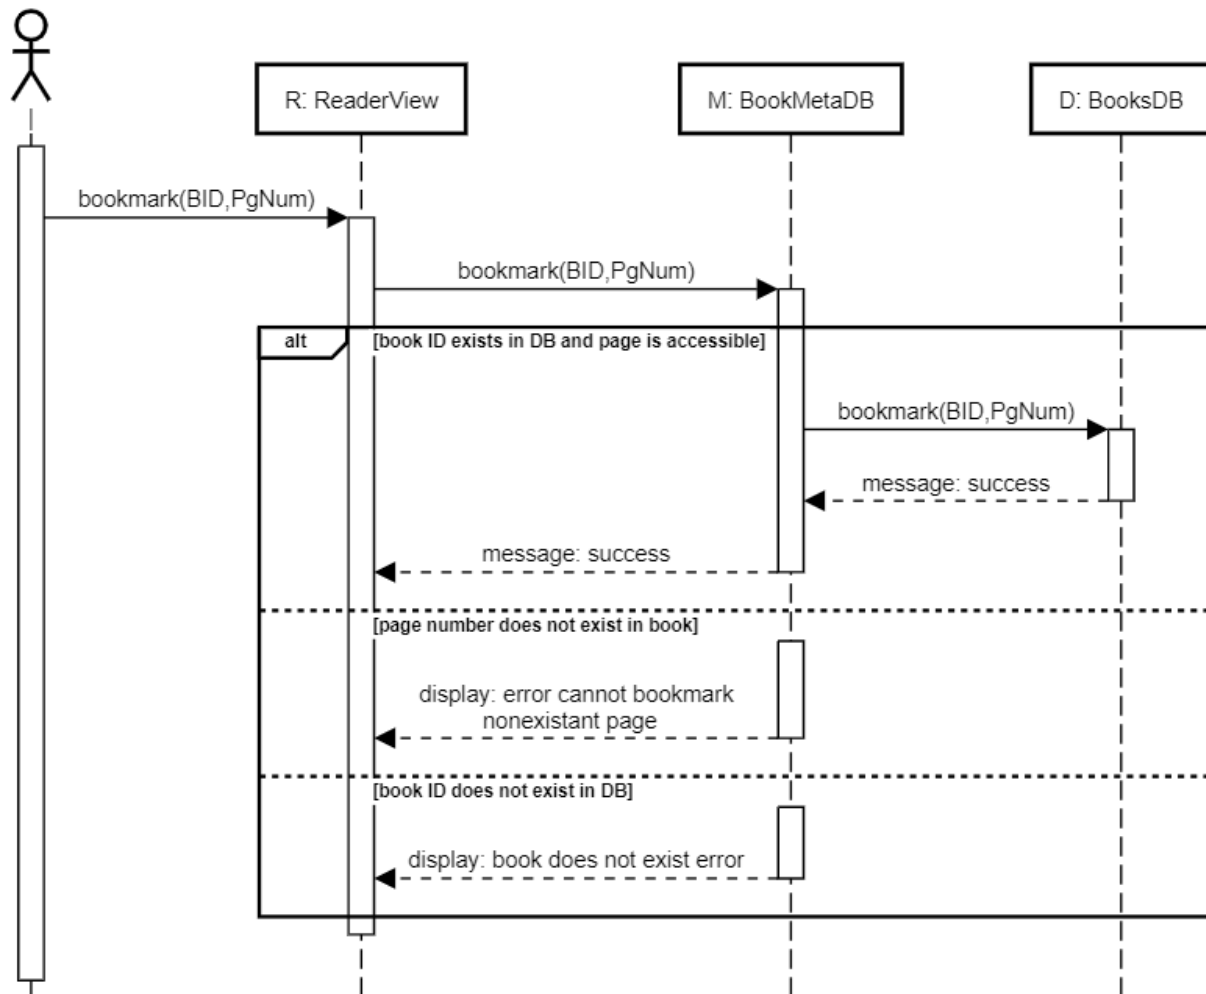 R: ReaderView
M: BookMetaDB
D: BooksDB
bookmark(BID,PgNum)
bookmark(BID,PgNum)
alt
[book ID exists in DB and page is accessible]
bookmark(BID,PgNum)
message: success
message: success
[page number does not exist in book]
display: error cannot bookmark
nonexistant page
[book ID does not exist in DB]
display: book does not exist error